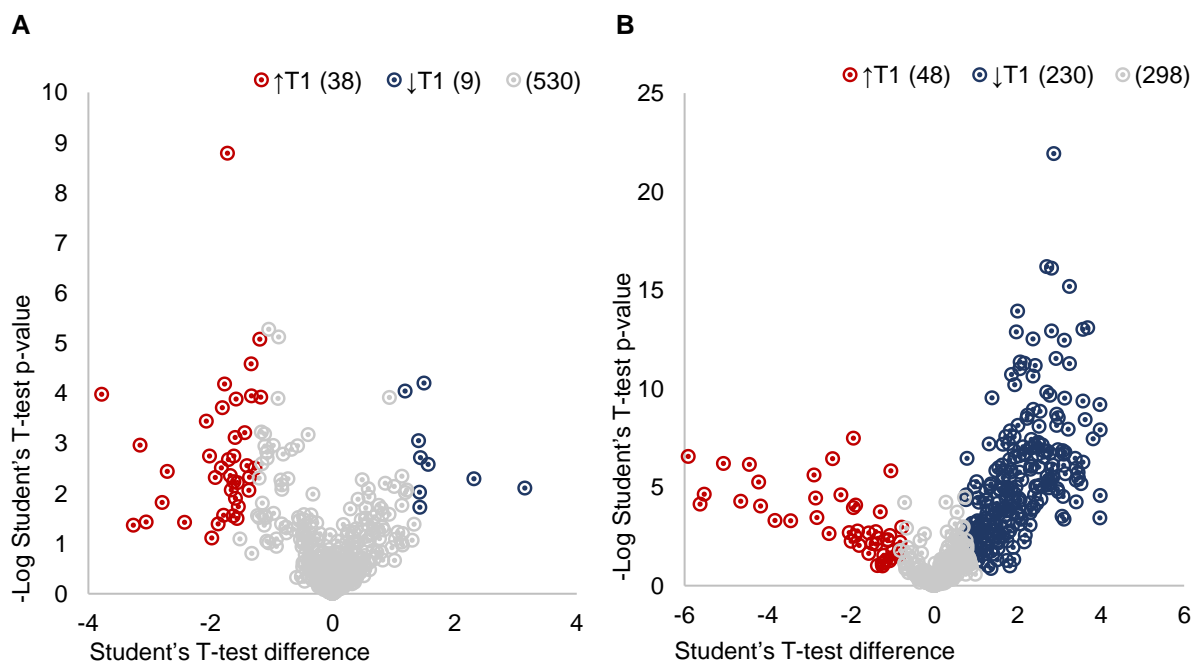 A
↑T1 (38) ↓T1 (9) (530)
10
9
8
7
6
5
4
3
2
1
0
-Log Student's T-test p-value
-4 -2 0 2 4
Student's T-test difference
B
↑T1 (48) ↓T1 (230) (298)
25
20
15
10
5
0
-Log Student's T-test p-value
-6 -4 -2 0 2 4 6
Student's T-test difference